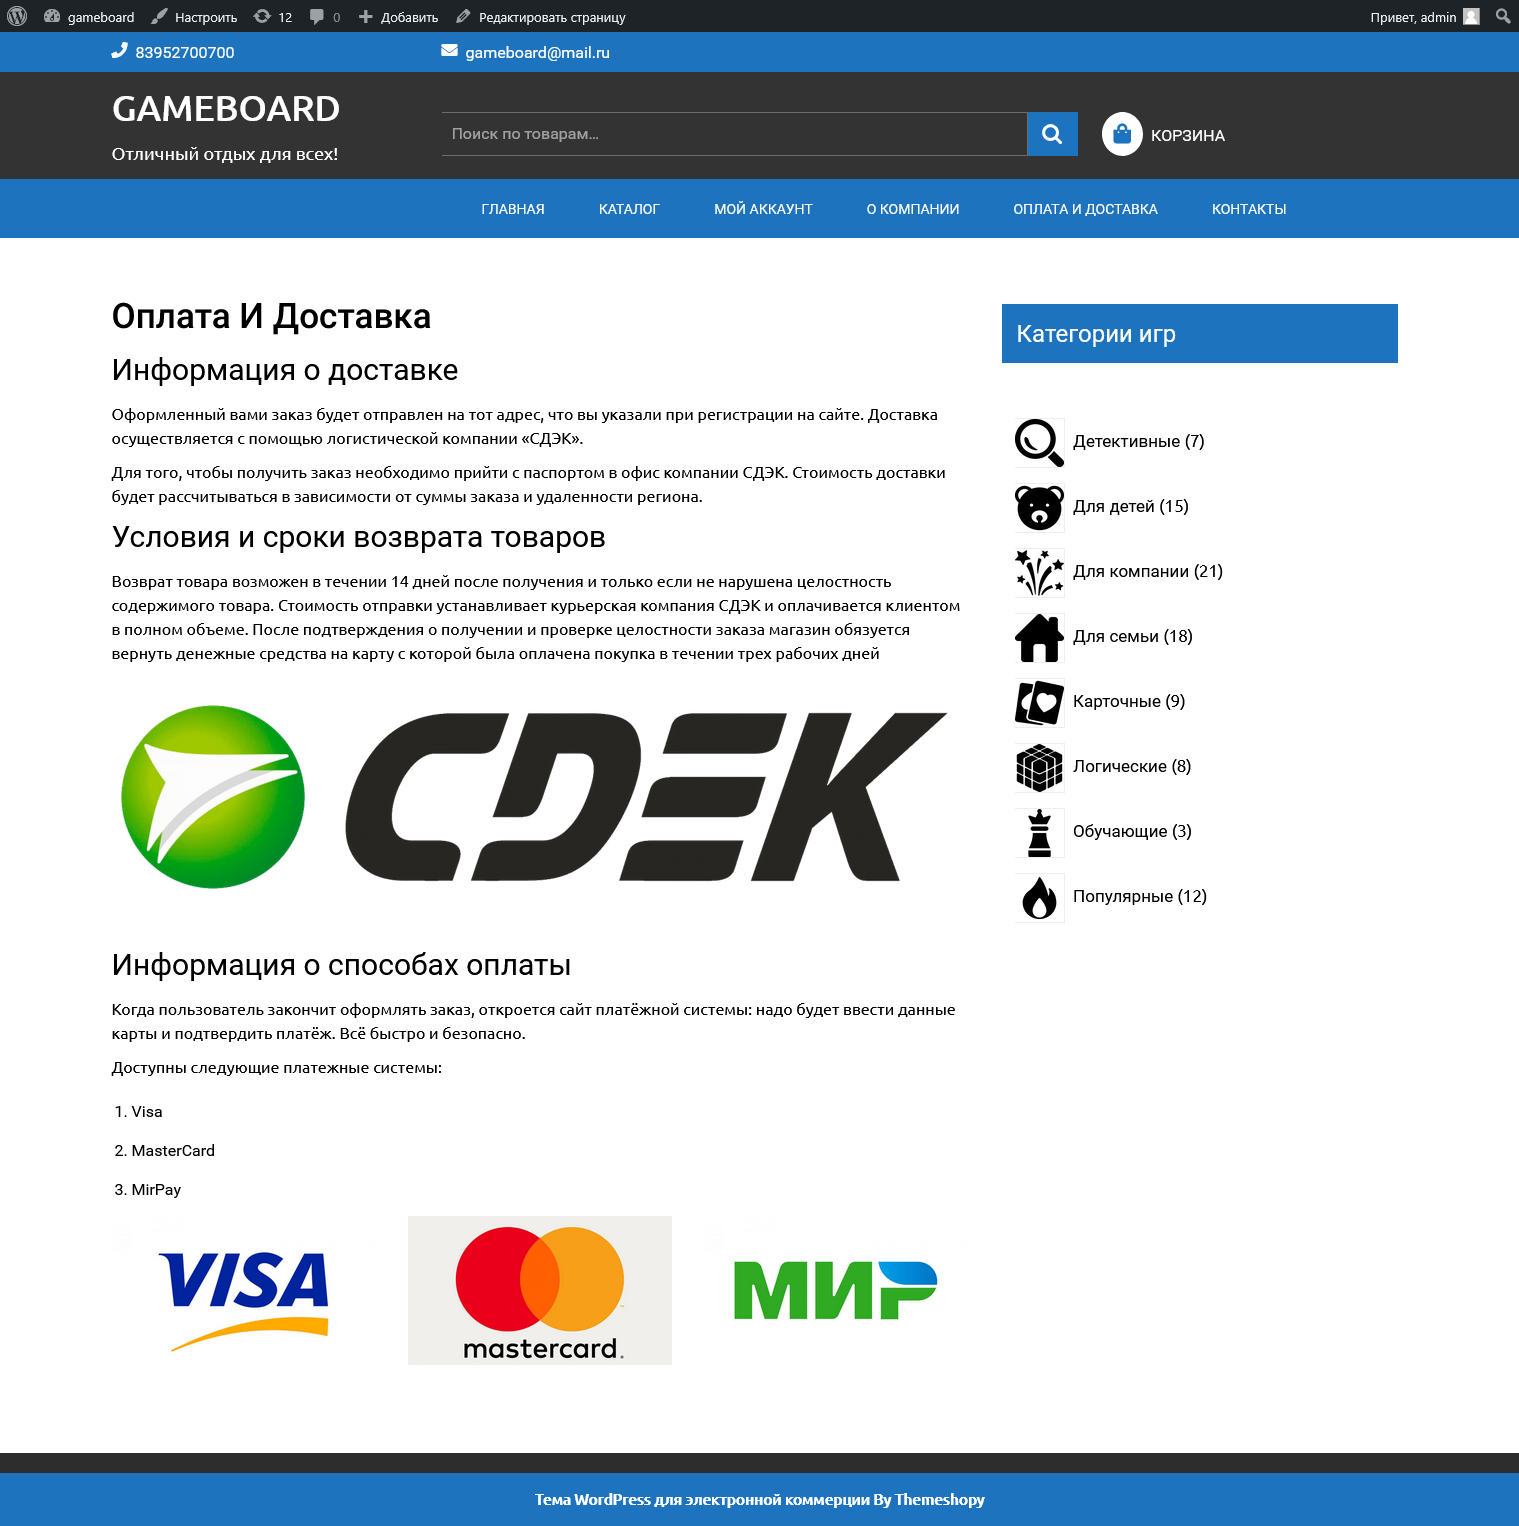 gameboard Настроить 12 0 Добавить Редактировать страницу Привет, admin
83952700700 gameboard@mail.ru
GAMEBOARD
Отличный отдых для всех!
Поиск по товарам...
КОРЗИНА
ГЛАВНАЯ КАТАЛОГ МОЙ АККАУНТ О КОМПАНИИ ОПЛАТА И ДОСТАВКА КОНТАКТЫ
Оплата И Доставка
Информация о доставке
Оформленный вами заказ будет отправлен на тот адрес, что вы указали при регистрации на сайте. Доставка
осуществляется с помощью логистической компании «СДЭК».
Для того, чтобы получить заказ необходимо прийти с паспортом в офис компании СДЭК. Стоимость доставки
будет рассчитываться в зависимости от суммы заказа и удаленности региона.
Условия и сроки возврата товаров
Возврат товара возможен в течении 14 дней после получения и только если не нарушена целостность
содержимого товара. Стоимость отправки устанавливает курьерская компания СДЭК и оплачивается клиентом
в полном объеме. После подтверждения о получении и проверке целостности заказа магазин обязуется
вернуть денежные средства на карту с которой была оплачена покупка в течении трех рабочих дней
CDEK
Информация о способах оплаты
Когда пользователь закончит оформлять заказ, откроется сайт платёжной системы: надо будет ввести данные
карты и подтвердить платёж. Всё быстро и безопасно.
Доступны следующие платежные системы:
1. Visa
2. MasterCard
3. MirPay
VISA
mastercard.
МИР
Категории игр
Детективные (7)
Для детей (15)
Для компании (21)
Для семьи (18)
Карточные (9)
Логические (8)
Обучающие (3)
Популярные (12)
Тема WordPress для электронной коммерции By Themeshopy